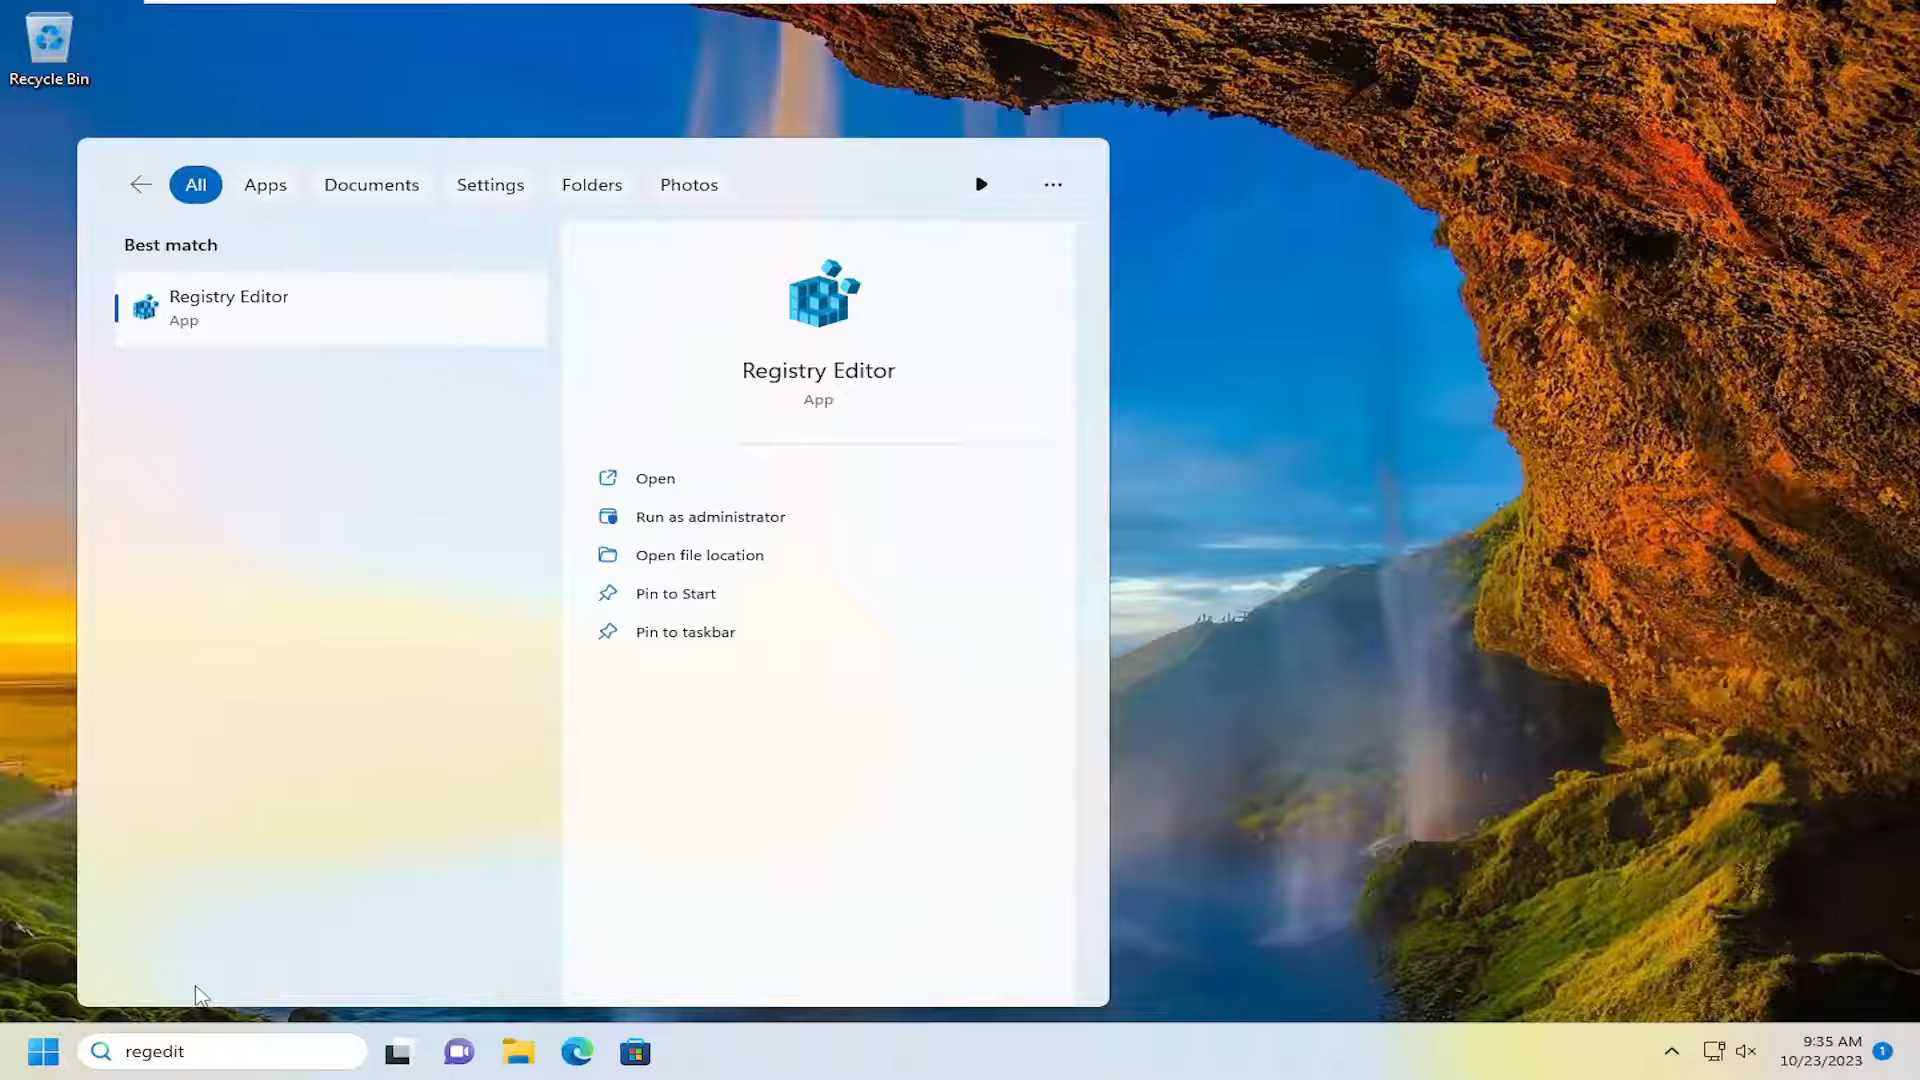 Recycle Bin
All
Apps
Documents
Settings
Folders
Photos
Best match
Registry Editor
App
Registry Editor
App
Open
Run as administrator
Open file location
Pin to Start
Pin to taskbar
regedit
9:35 AM
10/23/2023
1